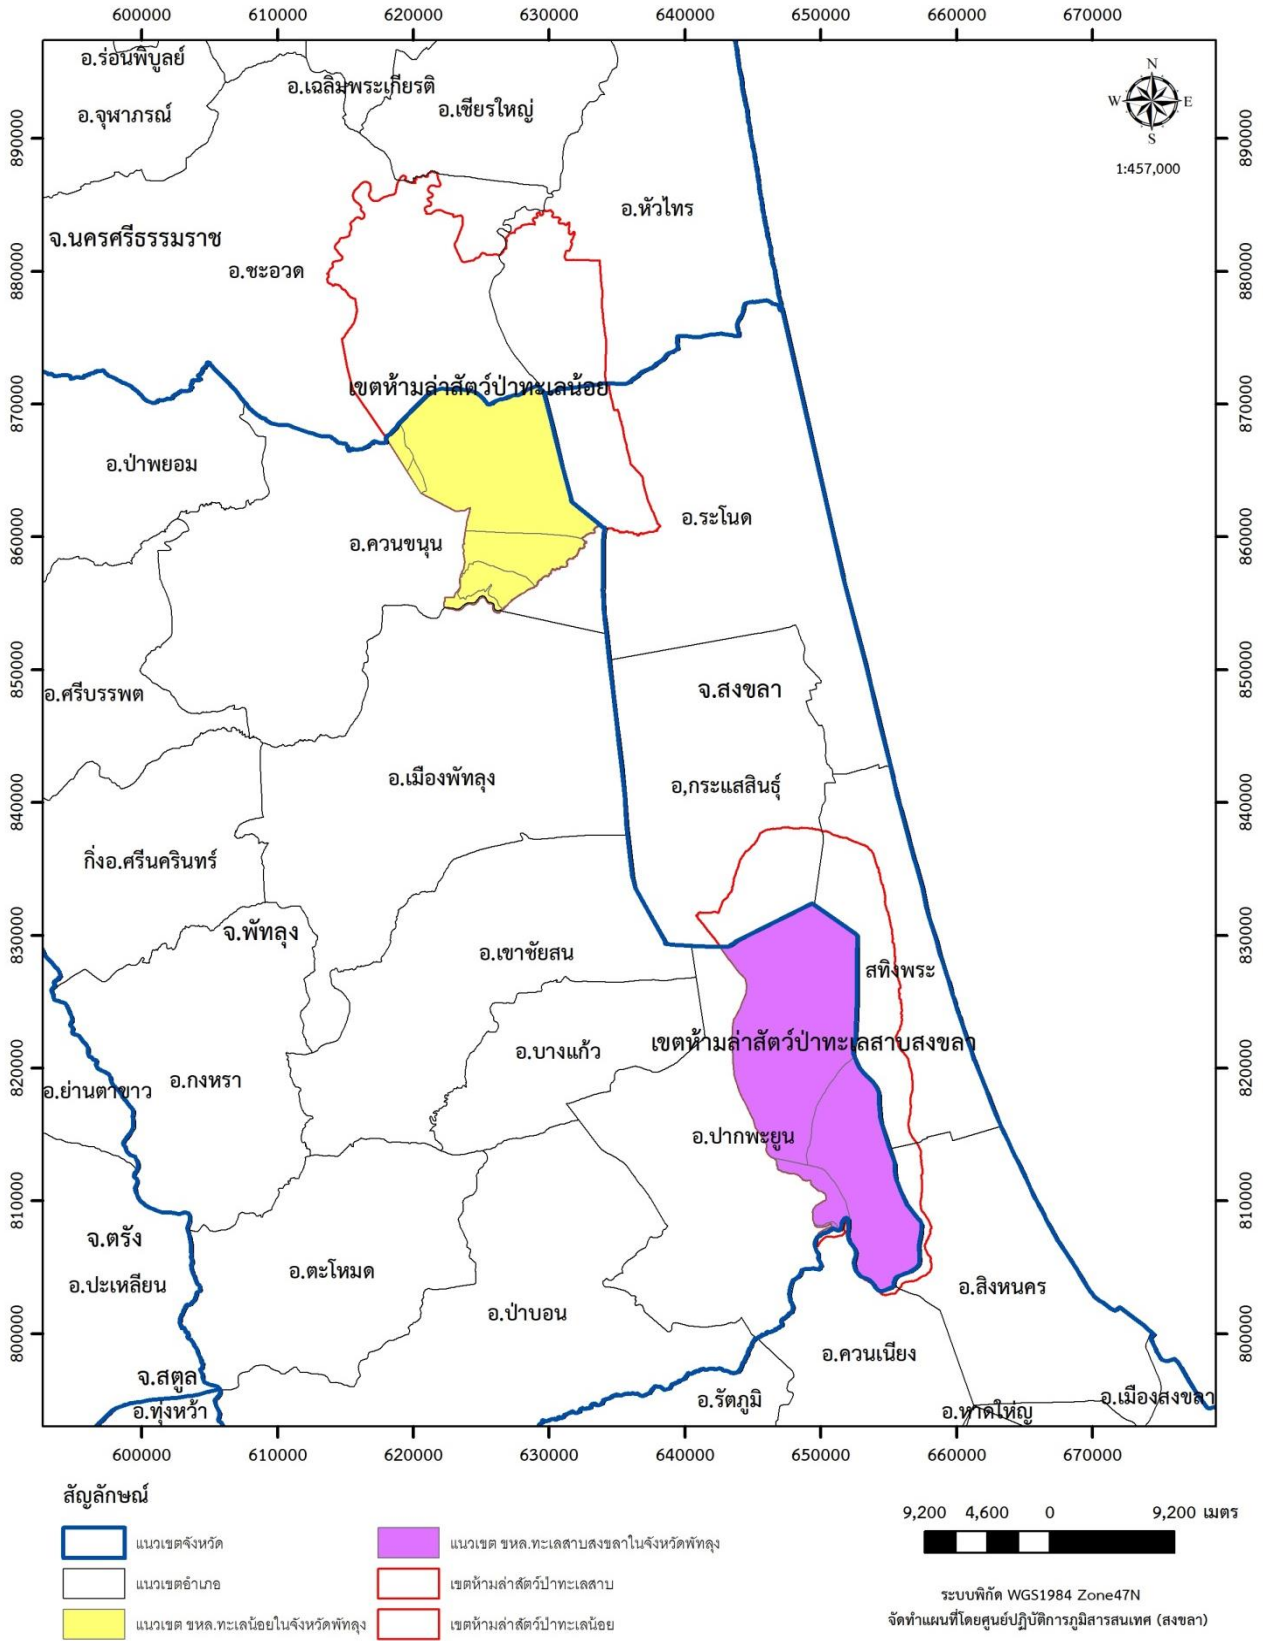 600000 610000 620000 630000 640000 650000 660000 670000
890000 880000 870000 860000 850000 840000 830000 820000 810000 800000
890000 880000 870000 860000 850000 840000 830000 820000 810000 800000
N
W E
S
1:457,000
อ.ร่อนพิบูลย์
อ.เฉลิมพระเกียรติ
อ.เชียรใหญ่
อ.จุฬาภรณ์
อ.หัวไทร
จ.นครศรีธรรมราช
อ.ชะอวด
เขตห้ามล่าสัตว์ป่าทะเลน้อย
อ.ป่าพยอม
อ.ระโนด
อ.ควนขนุน
อ.ศรีบรรพต
จ.สงขลา
อ.เมืองพัทลุง
อ,กระแสสินธุ์
กิ่งอ.ศรีนครินทร์
จ.พัทลุง
อ.เขาชัยสน
สทิงพระ
เขตห้ามล่าสัตว์ป่าทะเลสาบสงขลา
อ.บางแก้ว
อ.กงหรา
อ.ย่านตาขาว
อ.ปากพะยูน
จ.ตรัง
อ.ตะโหมด
อ.ปะเหลียน
อ.สิงหนคร
อ.ป่าบอน
อ.ควนเนียง
จ.สตูล
อ.รัตภูมิ
อ.เมืองสงขลา
อ.ทุ่งหว้า
อ.หาดใหญ่
600000 610000 620000 630000 640000 650000 660000 670000
สัญลักษณ์
แนวเขตจังหวัด
แนวเขตอำเภอ
แนวเขต ขหล.ทะเลน้อยในจังหวัดพัทลุง
แนวเขต ขหล.ทะเลสาบสงขลาในจังหวัดพัทลุง
เขตห้ามล่าสัตว์ป่าทะเลสาบ
เขตห้ามล่าสัตว์ป่าทะเลน้อย
9,200 4,600 0 9,200 เมตร
ระบบพิกัด WGS1984 Zone47N
จัดทำแผนที่โดยศูนย์ปฏิบัติการภูมิสารสนเทศ (สงขลา)